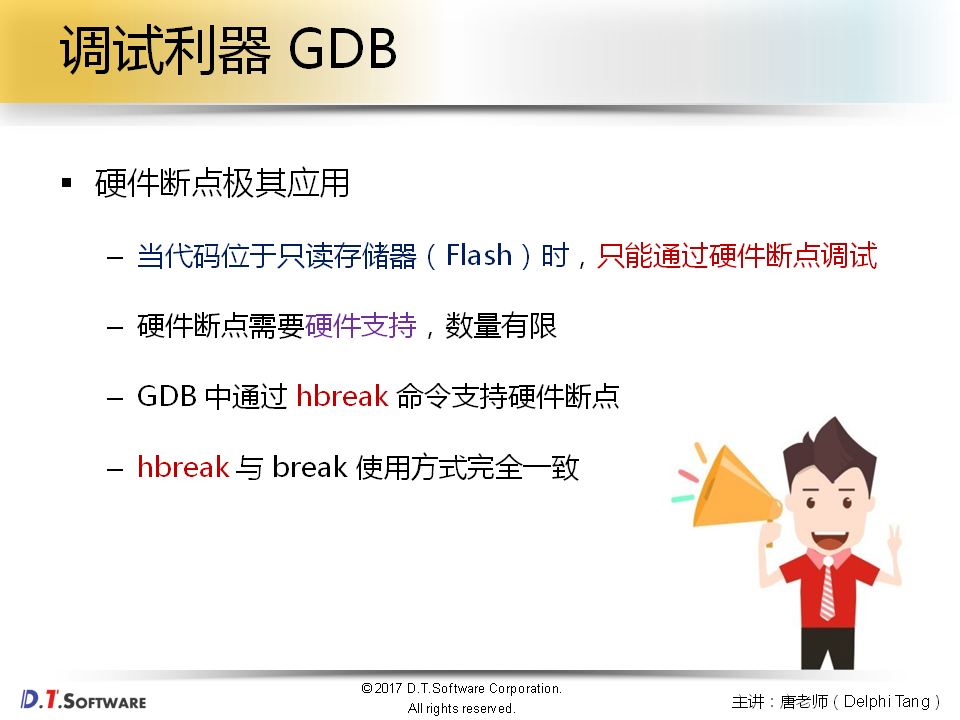 调试利器 GDB
▪ 硬件断点极其应用
– 当代码位于只读存储器（Flash）时，只能通过硬件断点调试
– 硬件断点需要硬件支持，数量有限
– GDB 中通过 hbreak 命令支持硬件断点
– hbreak 与 break 使用方式完全一致
D.T.SOFTWARE
©2017 D.T.Software Corporation.
All rights reserved.
主讲：唐老师（Delphi Tang）